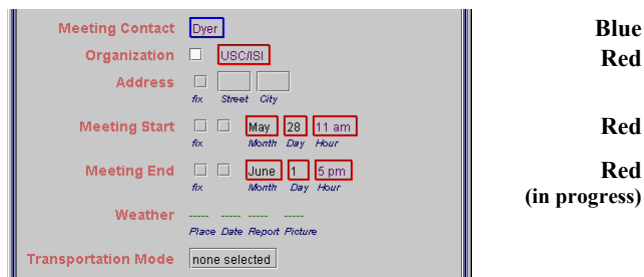 Meeting Contact Dyer Blue
Organization USC/ISI Red
Address
fix Street City
Meeting Start May 28 11 am Red
fix Month Day Hour
Meeting End June 1 5 pm Red
fix Month Day Hour (in progress)
Weather ----- ----- ----- -----
Place Date Report Picture
Transportation Mode none selected